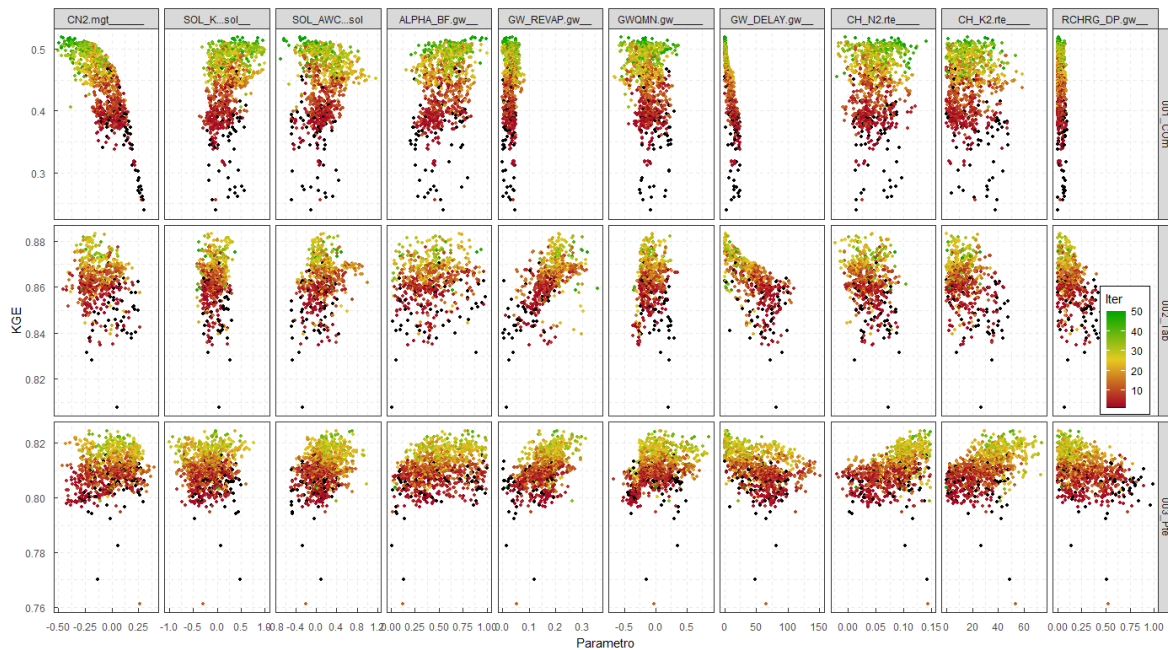 CN2.mgt______ SOL_K...sol__ SOL_AWC...sol ALPHA_BF.gw__ GW_REVAP.gw__ GWQMN.gw_____ GW_DELAY.gw__ CH_N2.rte____ CH_K2.rte____ RCHRG_DP.gw__
0.5
0.4
0.3
001_Com
0.88
0.86
0.84
0.82
002_Tab
0.82
0.80
0.78
0.76
003_Pte
KGE
Iter
50
40
30
20
10
-0.50 -0.25 0.00 0.25 -1.0 -0.5 0.0 0.5 1.0 -0.8 -0.4 0.0 0.4 0.8 1.2 0.00 0.25 0.50 0.75 1.00 0.0 0.1 0.2 0.3 -0.5 0.0 0.5 0 50 100 150 0.00 0.05 0.10 0.15 20 40 60 0.00 0.25 0.50 0.75 1.00
Parametro